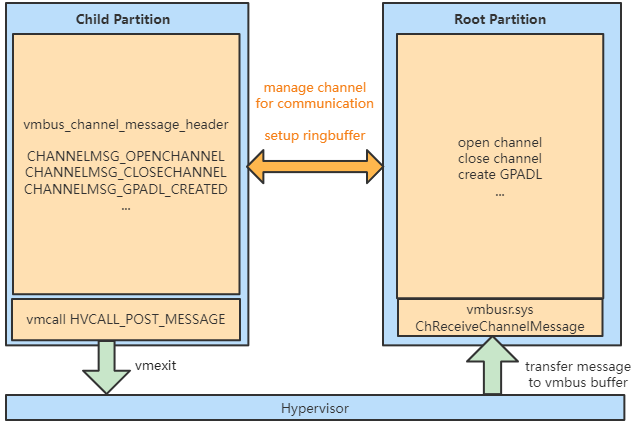 Child Partition
vmbus_channel_message_header
CHANNELMSG_OPENCHANNEL
CHANNELMSG_CLOSECHANNEL
CHANNELMSG_GPADL_CREATED
...
vmcall HVCALL_POST_MESSAGE
manage channel
for communication
setup ringbuffer
Root Partition
open channel
close channel
create GPADL
...
vmbusr.sys
ChReceiveChannelMessage
vmexit
transfer message
to vmbus buffer
Hypervisor